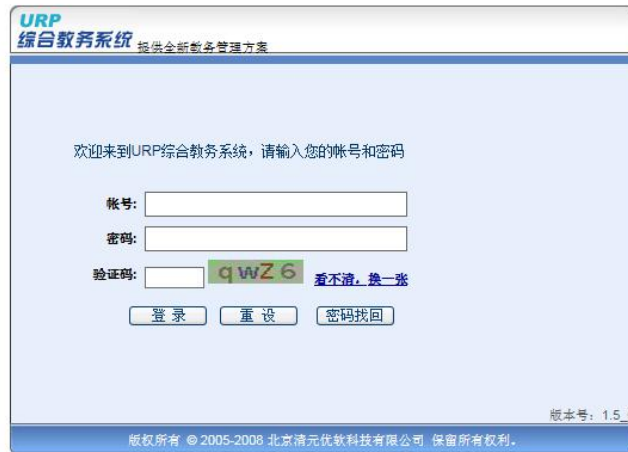 URP
综合教务系统 提供全新教务管理方案
欢迎来到URP综合教务系统，请输入您的帐号和密码
帐号:
密码:
验证码: qwZ6 看不清，换一张
登 录 重 设 密码找回
版本号：1.5_
版权所有 © 2005-2008 北京清元优软科技有限公司 保留所有权利。